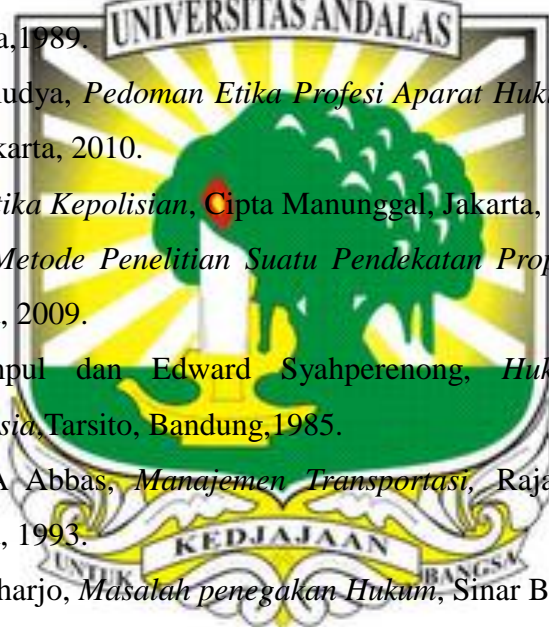 UNIVERSITAS ANDALAS
a,1989.
udya, Pedoman Etika Profesi Aparat Huk
karta, 2010.
tika Kepolisian, Cipta Manunggal, Jakarta,
Metode Penelitian Suatu Pendekatan Prop
, 2009.
npul dan Edward Syahperenong, Huk
sia,Tarsito, Bandung,1985.
A Abbas, Manajemen Transportasi, Raja
, 1993.
KEDJAJAAN
UNTUK BANGSA
harjo, Masalah penegakan Hukum, Sinar B